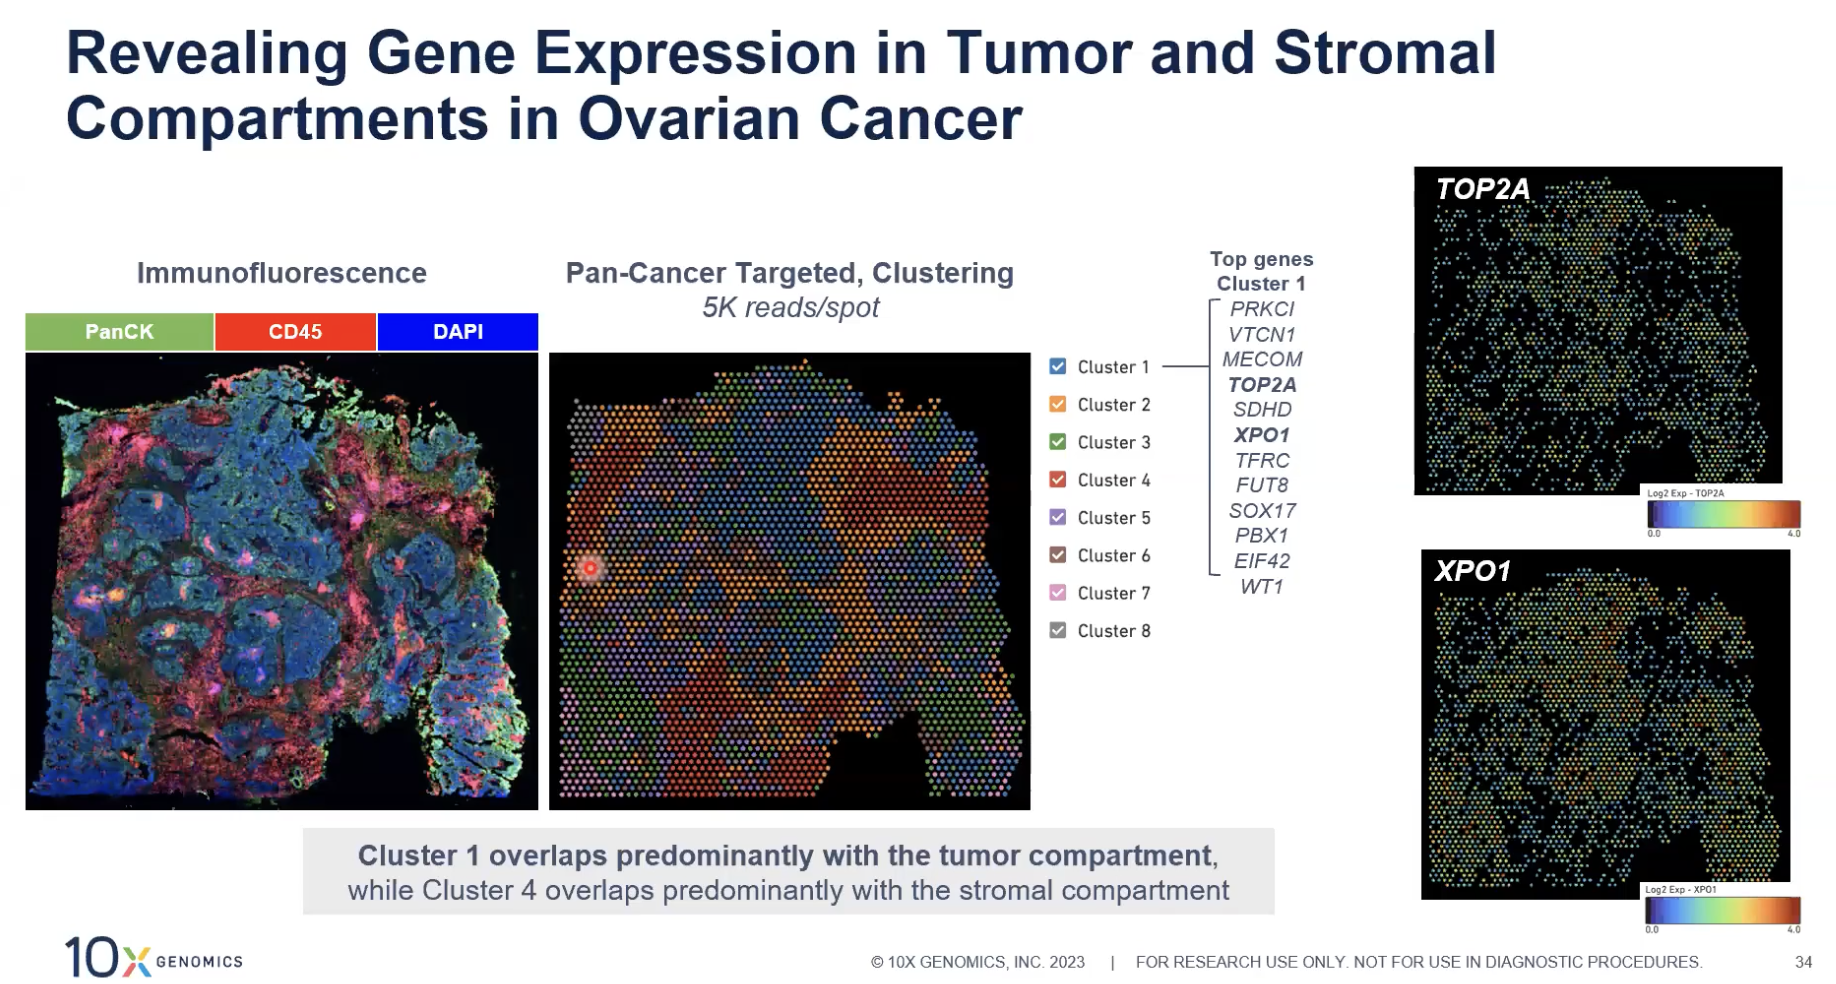 Revealing Gene Expression in Tumor and Stromal
Compartments in Ovarian Cancer
Immunofluorescence
PanCK CD45 DAPI
Pan-Cancer Targeted, Clustering
5K reads/spot
Cluster 1
Cluster 2
Cluster 3
Cluster 4
Cluster 5
Cluster 6
Cluster 7
Cluster 8
Top genes
Cluster 1
PRKCI
VTCN1
MECOM
TOP2A
SDHD
XPO1
TFRC
FUT8
SOX17
PBX1
EIF42
WT1
TOP2A
Log2 Exp - TOP2A
0.0 4.0
XPO1
Log2 Exp - XPO1
0.0 4.0
Cluster 1 overlaps predominantly with the tumor compartment,
while Cluster 4 overlaps predominantly with the stromal compartment
10X GENOMICS
© 10X GENOMICS, INC. 2023 | FOR RESEARCH USE ONLY. NOT FOR USE IN DIAGNOSTIC PROCEDURES. 34